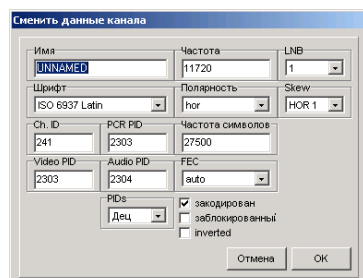 Сменить данные канала
Имя Частота LNB
UNNAMED 11720 1
Шрифт Полярность Skew
ISO 6937 Latin hor HOR 1
Ch. ID PCR PID Частота символов
241 2303 27500
Video PID Audio PID FEC
2303 2304 auto
PIDs
Дец
закодирован
заблокированный
inverted
Отмена OK